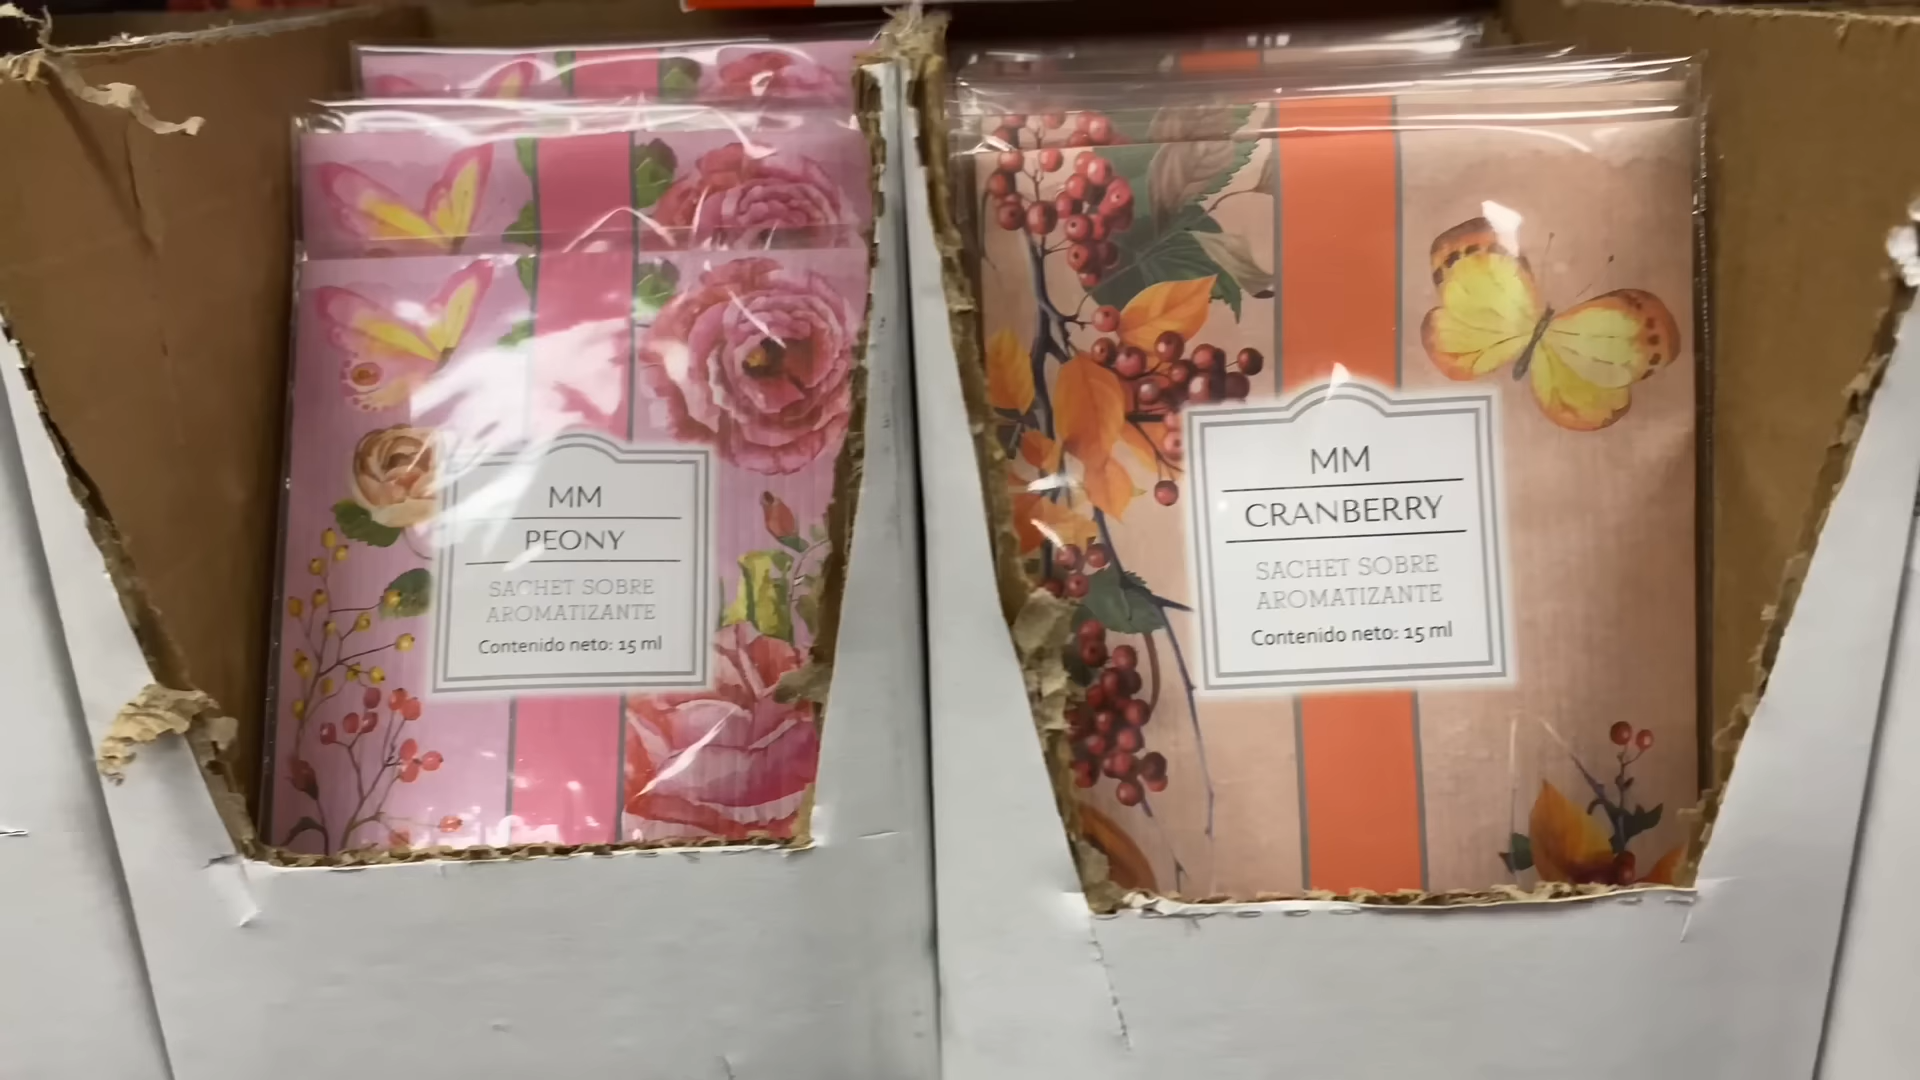 MM
PEONY
SACHET SOBRE
AROMATIZANTE
Contenido neto: 15 ml
MM
CRANBERRY
SACHET SOBRE
AROMATIZANTE
Contenido neto: 15 ml